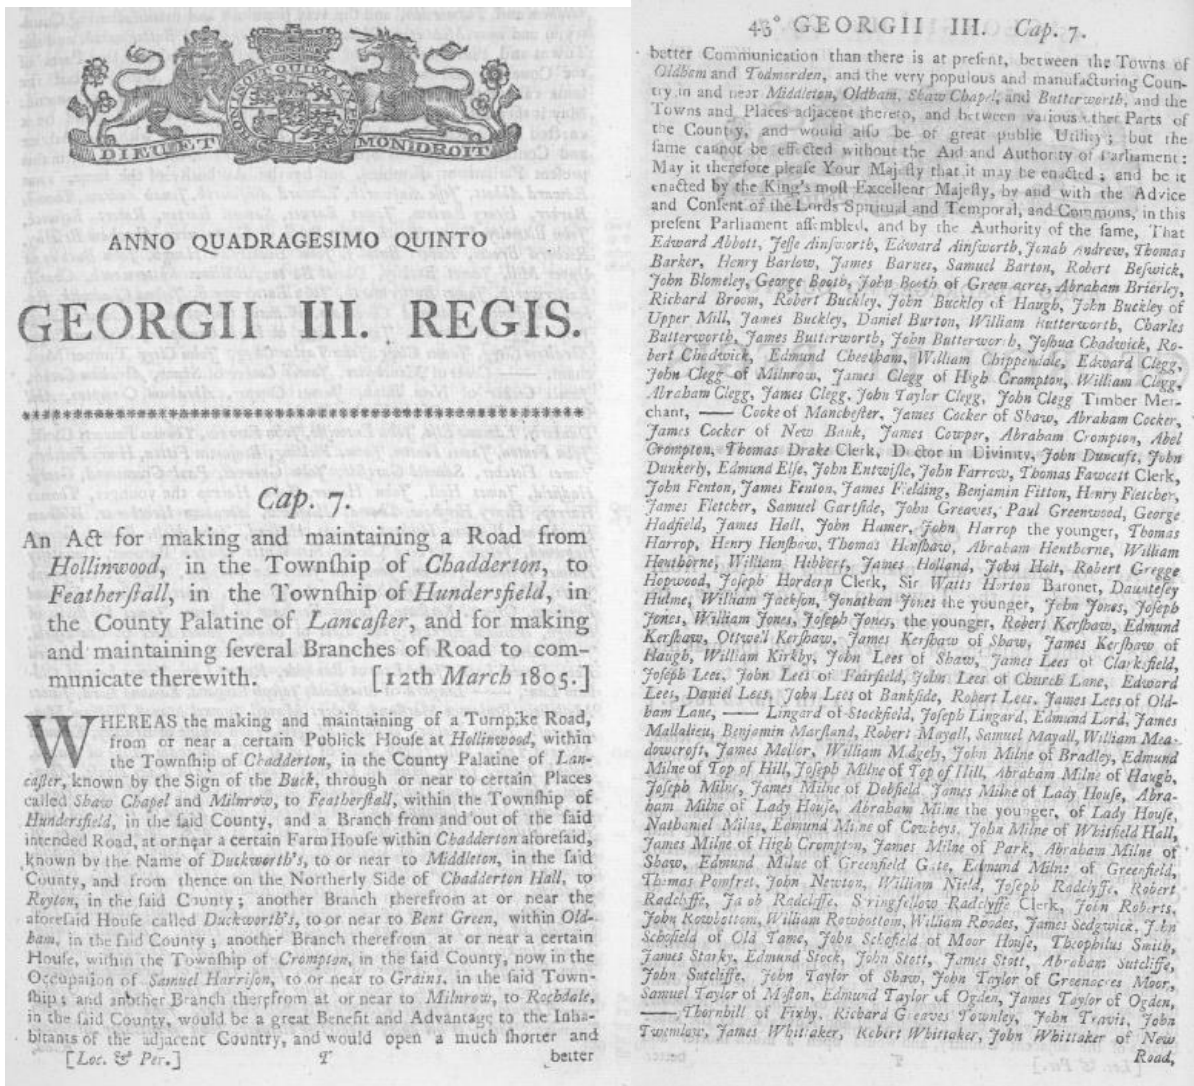 HONI SOIT QUI MAL Y PENSE
DIEU ET MON DROIT
ANNO QUADRAGESIMO QUINTO
GEORGII III. REGIS.
Cap. 7.
An Act for making and maintaining a Road from
Hollinwood, in the Townſhip of Chadderton, to
Featherſtall, in the Townſhip of Hundersfield, in
the County Palatine of Lancaſter, and for making
and maintaining ſeveral Branches of Road to com-
municate therewith. [12th March 1805.]
WHEREAS the making and maintaining of a Turnpike Road,
from or near a certain Publick Houſe at Hollinwood, within
the Townſhip of Chadderton, in the County Palatine of Lan-
caſter, known by the Sign of the Buck, through or near to certain Places
called Shaw Chapel and Milnrow, to Featherſtall, within the Townſhip of
Hundersfield, in the ſaid County, and a Branch from and out of the ſaid
intended Road, at or near a certain Farm Houſe within Chadderton aforeſaid,
known by the Name of Duckworth's, to or near to Middleton, in the ſaid
County, and from thence on the Northerly Side of Chadderton Hall, to
Royton, in the ſaid County; another Branch therefrom at or near the
aforeſaid Houſe called Duckworth's, to or near to Bent Green, within Old-
ham, in the ſaid County; another Branch therefrom at or near a certain
Houſe, within the Townſhip of Crompton, in the ſaid County, now in the
Occupation of Samuel Harriſon, to or near to Grains, in the ſaid Town-
ſhip; and another Branch therefrom at or near to Milnrow, to Rochdale,
in the ſaid County, would be a great Benefit and Advantage to the Inha-
bitants of the adjacent Country, and would open a much ſhorter and
[Loc. & Per.] T better
43° GEORGII III. Cap. 7.
better Communication than there is at preſent, between the Towns of
Oldham and Todmorden, and the very populous and manufacturing Coun-
try in and near Middleton, Oldham, Shaw Chapel, and Butterworth, and the
Towns and Places adjacent thereto, and between various other Parts of
the County, and would alſo be of great public Utility; but the
ſame cannot be effected without the Aid and Authority of Parliament:
May it therefore pleaſe Your Majeſty that it may be enacted; and be it
enacted by the King's moſt Excellent Majeſty, by and with the Advice
and Conſent of the Lords Spiritual and Temporal, and Commons, in this
preſent Parliament aſſembled, and by the Authority of the ſame, That
Edward Abbott, Jeſſe Ainſworth, Edward Ainſworth, Jonah Andrew, Thomas
Barker, Henry Barlow, James Barnes, Samuel Barton, Robert Beſwick,
John Blomeley, George Booth, John Booth of Green acres, Abraham Brierley,
Richard Broom, Robert Buckley, John Buckley of Haugh, John Buckley of
Upper Mill, James Buckley, Daniel Burton, William Butterworth, Charles
Butterworth, James Butterworth, John Butterworth, Joſhua Chadwick, Ro-
bert Chedwick, Edmund Cheetham, William Chippendale, Edward Clegg,
John Clegg of Milnrow, James Clegg of High Crompton, William Clegg,
Abraham Clegg, James Clegg, John Taylor Clegg, John Clegg Timber Mer-
chant, —— Cooke of Mancheſter, James Cocker of Shaw, Abraham Cocker,
James Cocker of New Bank, James Cowper, Abraham Crompton, Abel
Crompton, Thomas Drake Clerk, Doctor in Divinity, John Duncuft, John
Dunkerly, Edmund Elſe, John Entwiſle, John Farrow, Thomas Fawcett Clerk,
John Fenton, James Fenton, James Fielding, Benjamin Fitton, Henry Fletcher,
James Fletcher, Samuel Gartſide, John Greaves, Paul Greenwood, George
Hadfield, James Hall, John Hamer, John Harrop the younger, Thomas
Harrop, Henry Henſhaw, Thomas Henſhaw, Abraham Henthorne, William
Henthorne, William Hibbert, James Holland, John Holt, Robert Gregge
Hopwood, Joſeph Hordern Clerk, Sir Watts Horton Baronet, Dauntesey
Hulme, William Jackſon, Jonathan Jones the younger, John Jones, Joſeph
Jones, William Jones, Joſeph Jones, the younger, Robert Kerſhaw, Edmund
Kerſhaw, Ottwell Kerſhaw, James Kerſhaw of Shaw, James Kerſhaw of
Haugh, William Kirkby, John Lees of Shaw, James Lees of Clarksfield,
Joſeph Lees, John Lees of Fairfield, John Lees of Church Lane, Edward
Lees, Daniel Lees, John Lees of Bankside, Robert Lees, James Lees of Old-
ham Lane, —— Lingard of Stockfield, Joſeph Lingard, Edmund Lord, James
Mallalieu, Benjamin Marſland, Robert Mayall, Samuel Mayall, William Mea-
dowcroft, James Mellor, William Midgely, John Milne of Bradley, Edmund
Milne of Top of Hill, Joſeph Milne of Top of Hill, Abraham Milne of Haugh,
Joſeph Milne, James Milne of Dobfield, James Milne of Lady Houſe, Abra-
ham Milne of Lady Houſe, Abraham Milne the younger, of Lady Houſe,
Nathaniel Milne, Edmund Milne of Cowbeys, John Milne of Whitfield Hall,
James Milne of High Crompton, James Milne of Park, Abraham Milne of
Shaw, Edmund Milne of Greenfield Gate, Edmund Milne of Greenfield,
Thomas Pomfret, John Newton, William Nield, Joſeph Radclyffe, Robert
Radcliffe, Jacob Radcliffe, Stringfellow Radclyffe Clerk, John Roberts,
John Rowbottom, William Rowbottom, William Rhodes, James Sedgwick, John
Schofield of Old Tame, John Schofield of Moor Houſe, Theophilus Smith,
James Starky, Edmund Stock, John Stott, James Stott, Abraham Sutcliffe,
John Sutcliffe, John Taylor of Shaw, John Taylor of Greenacres Moor,
Samuel Taylor of Moſton, Edmund Taylor of Ogden, James Taylor of Ogden,
—— Thornhill of Fixby, Richard Greaves Townley, John Travis, John
Twemlow, James Whittaker, Robert Whittaker, John Whittaker of New
Road,